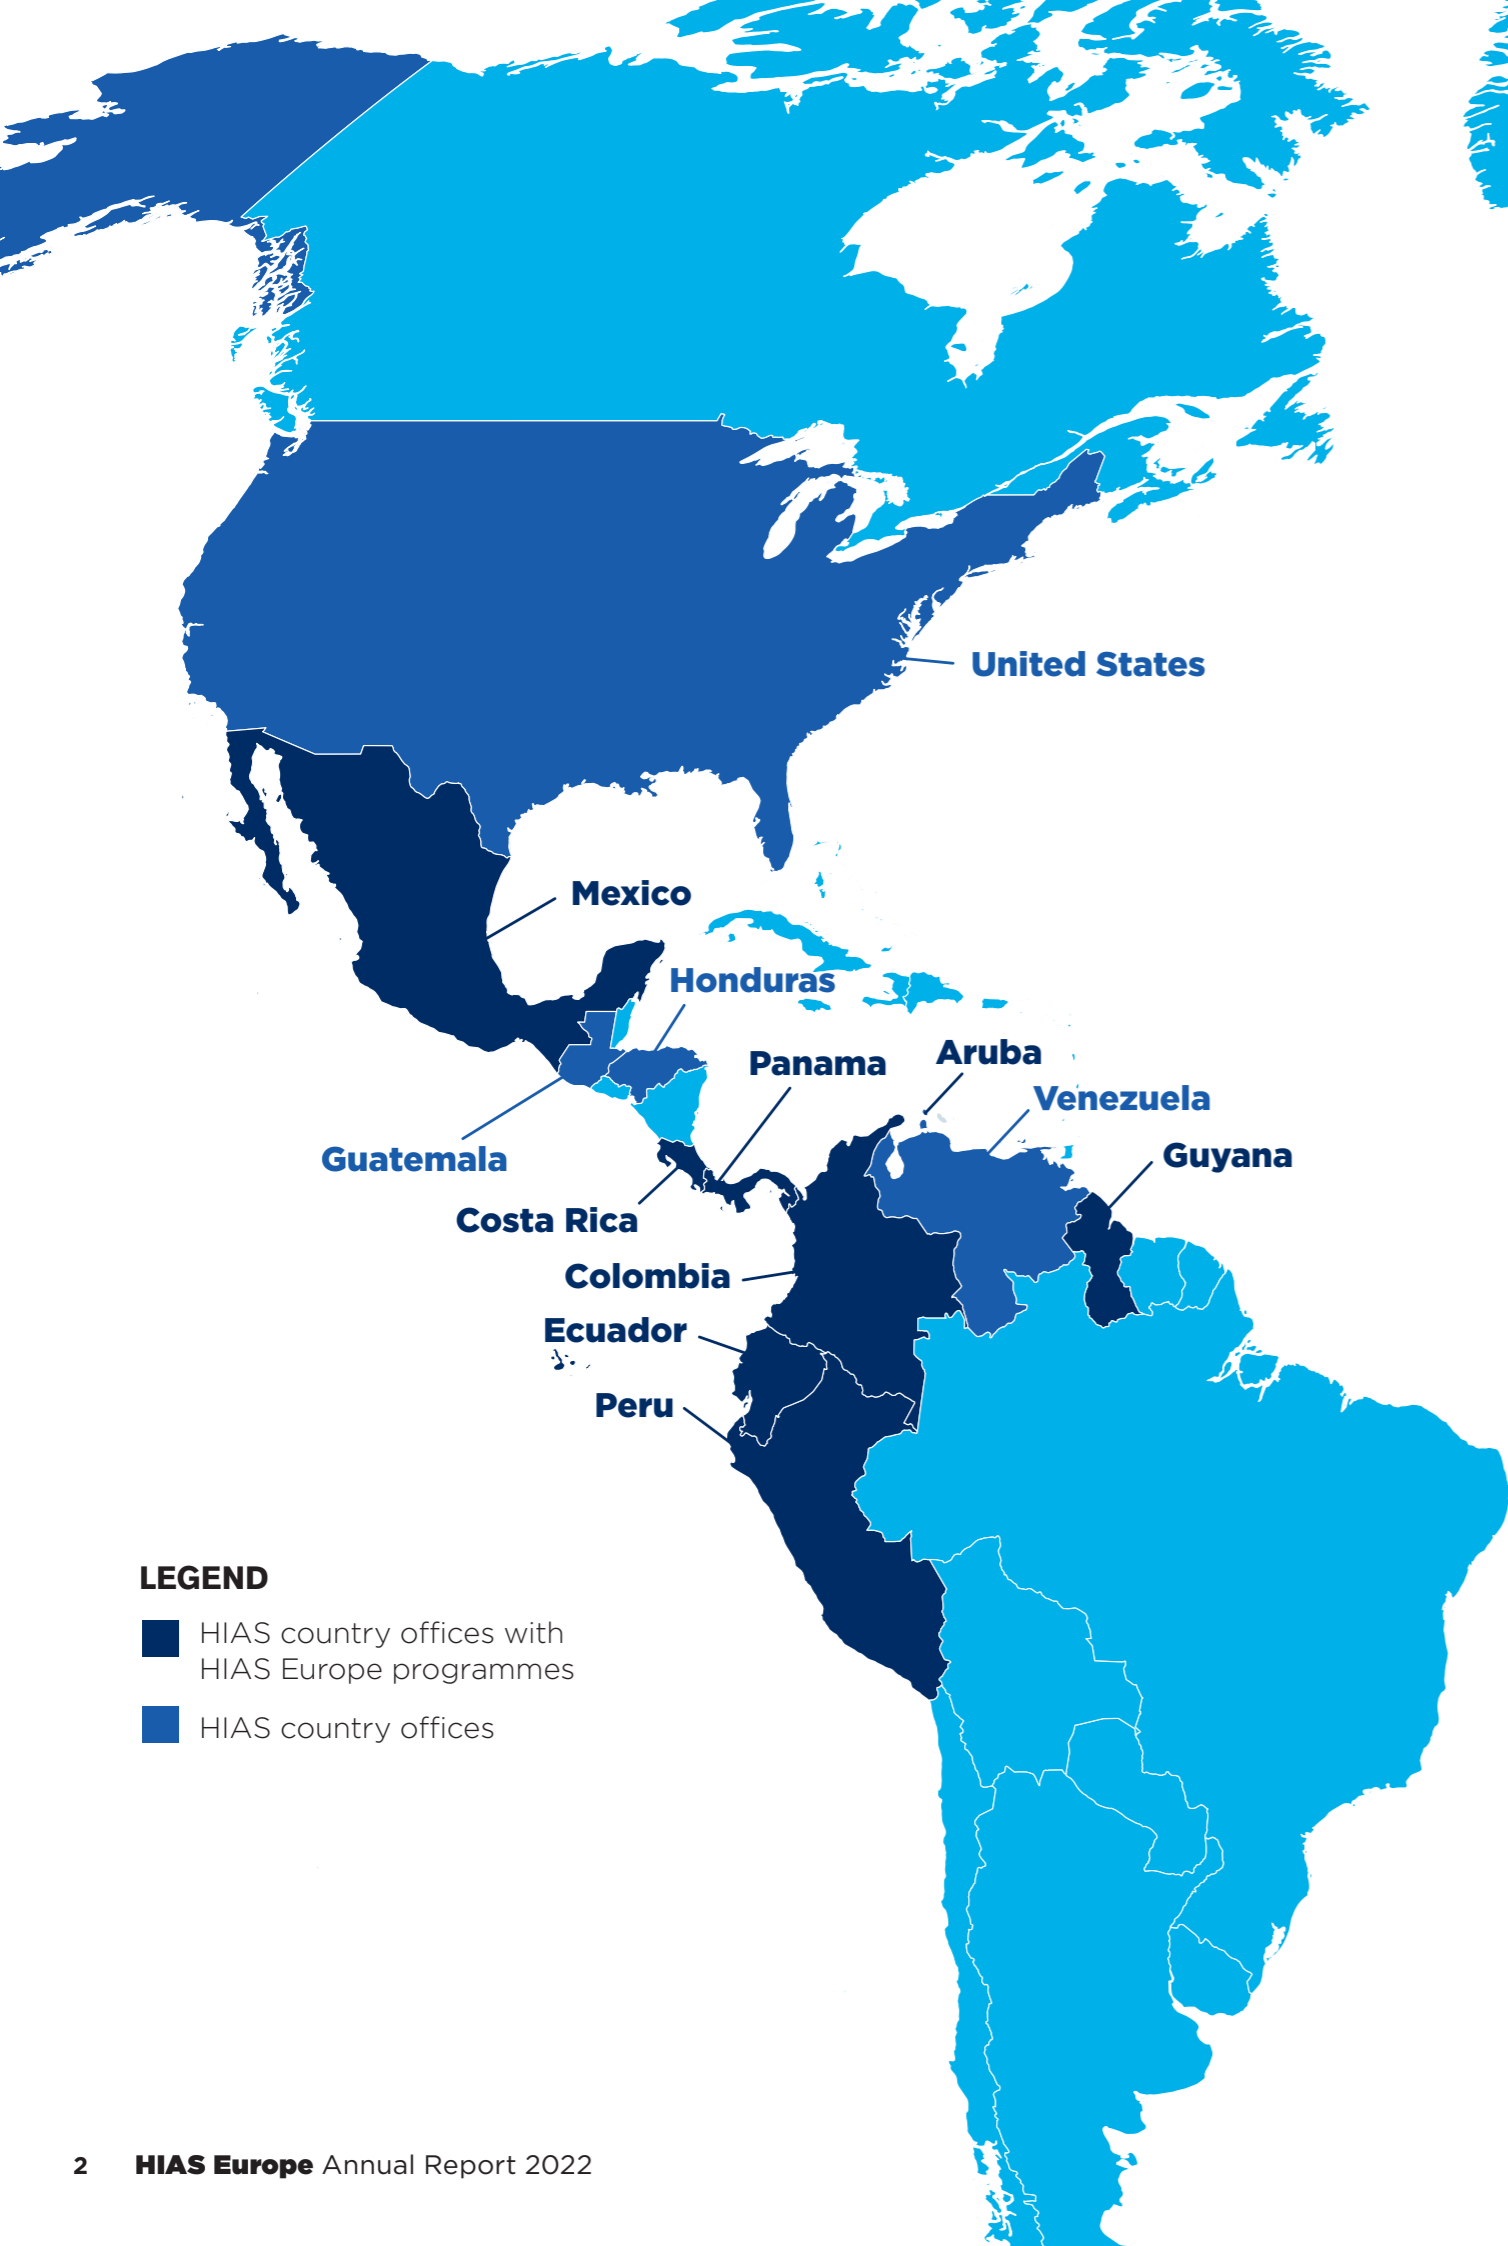 United States
Mexico
Honduras
Aruba
Panama
Venezuela
Guyana
Guatemala
Costa Rica
Colombia
Ecuador
Peru
LEGEND
HIAS country offices with
HIAS Europe programmes
HIAS country offices
2 HIAS Europe Annual Report 2022